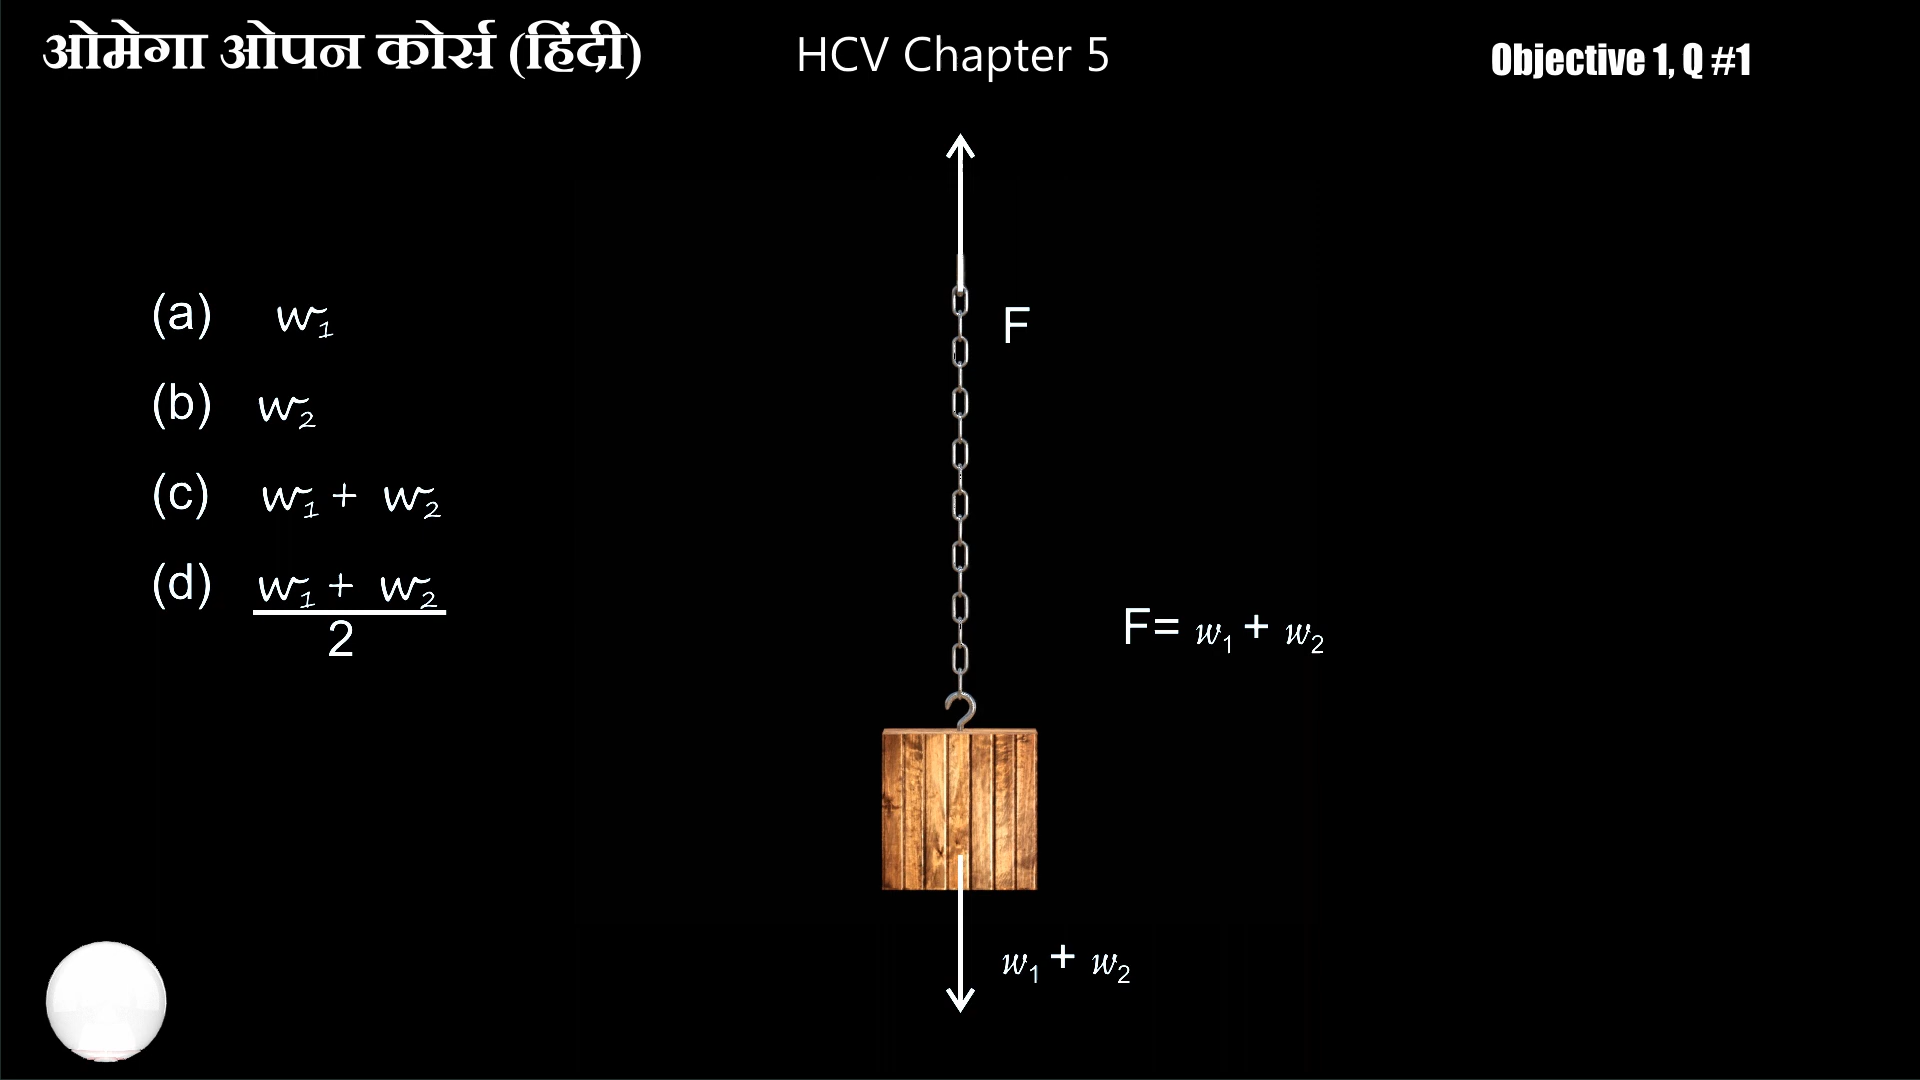 ओमेगा ओपन कोर्स (हिंदी)
HCV Chapter 5
Objective 1, Q #1
(a) w₁
(b) w₂
(c) w₁ + w₂
(d) w₁ + w₂
2
F
F= w₁ + w₂
w₁ + w₂